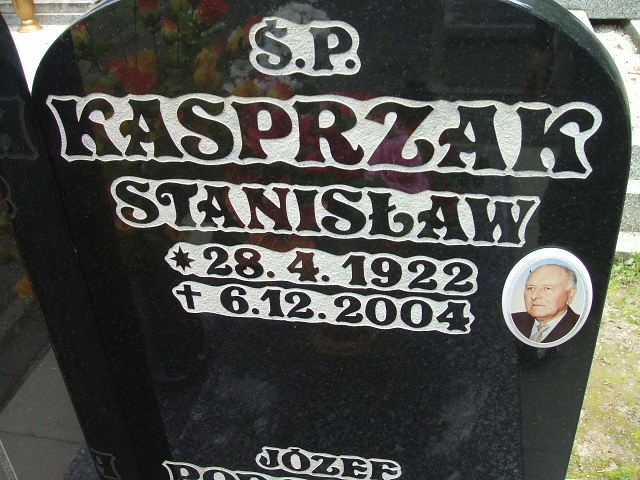 Ś.P.
KASPRZAK
STANISŁAW
* 28.4.1922
✝ 6.12.2004
JÓZEF